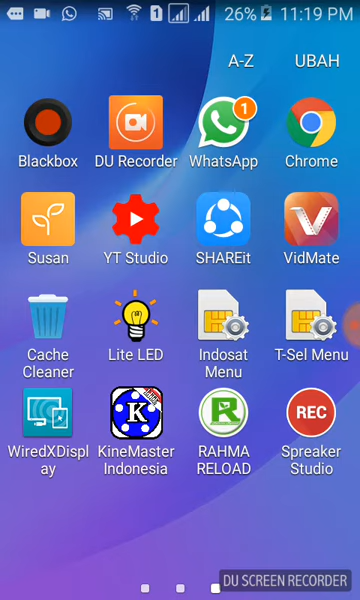 1 26% 11:19 PM
A-Z UBAH
1
Blackbox DU Recorder WhatsApp Chrome
Susan YT Studio SHAREit VidMate
Cache Lite LED Indosat T-Sel Menu
Cleaner Menu
K
REC
WiredXDispl KineMaster RAHMA Spreaker
ay Indonesia RELOAD Studio
DU SCREEN RECORDER